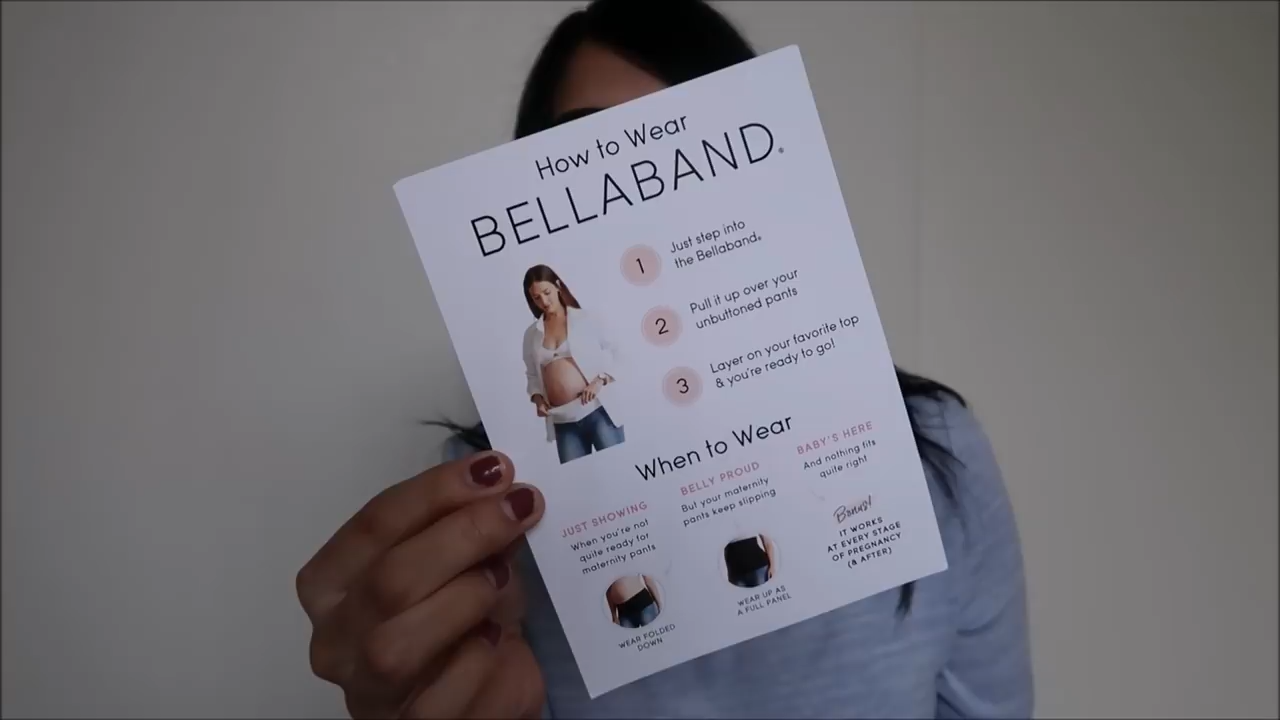 How to Wear
BELLABAND®
1
Just step into
the Bellaband®
2
Pull it up over your
unbuttoned pants
3
Layer on your favorite top
& you're ready to go!
When to Wear
JUST SHOWING
When you're not
quite ready for
maternity pants
WEAR FOLDED
DOWN
BELLY PROUD
But your maternity
pants keep slipping
WEAR UP AS
A FULL PANEL
BABY'S HERE
And nothing fits
quite right
Bonus!
IT WORKS
AT EVERY STAGE
OF PREGNANCY
(& AFTER)